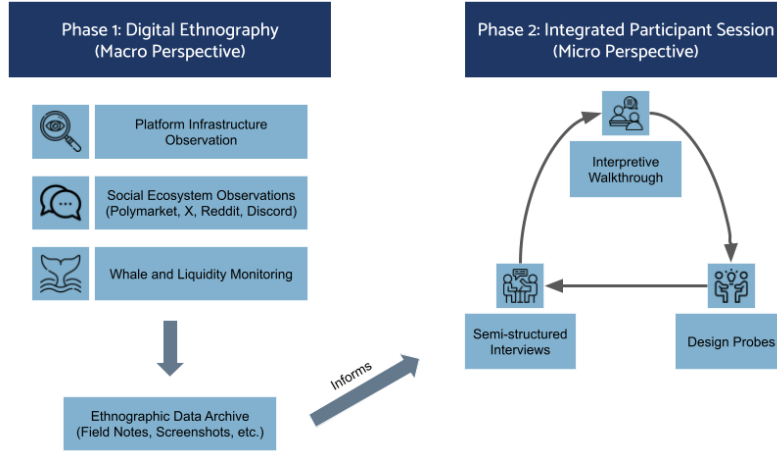 Phase 1: Digital Ethnography
(Macro Perspective)
Platform Infrastructure
Observation
Social Ecosystem Observations
(Polymarket, X, Reddit, Discord)
Whale and Liquidity Monitoring
Ethnographic Data Archive
(Field Notes, Screenshots, etc.)
Informs
Phase 2: Integrated Participant Session
(Micro Perspective)
Interpretive
Walkthrough
Semi-structured
Interviews
Design Probes